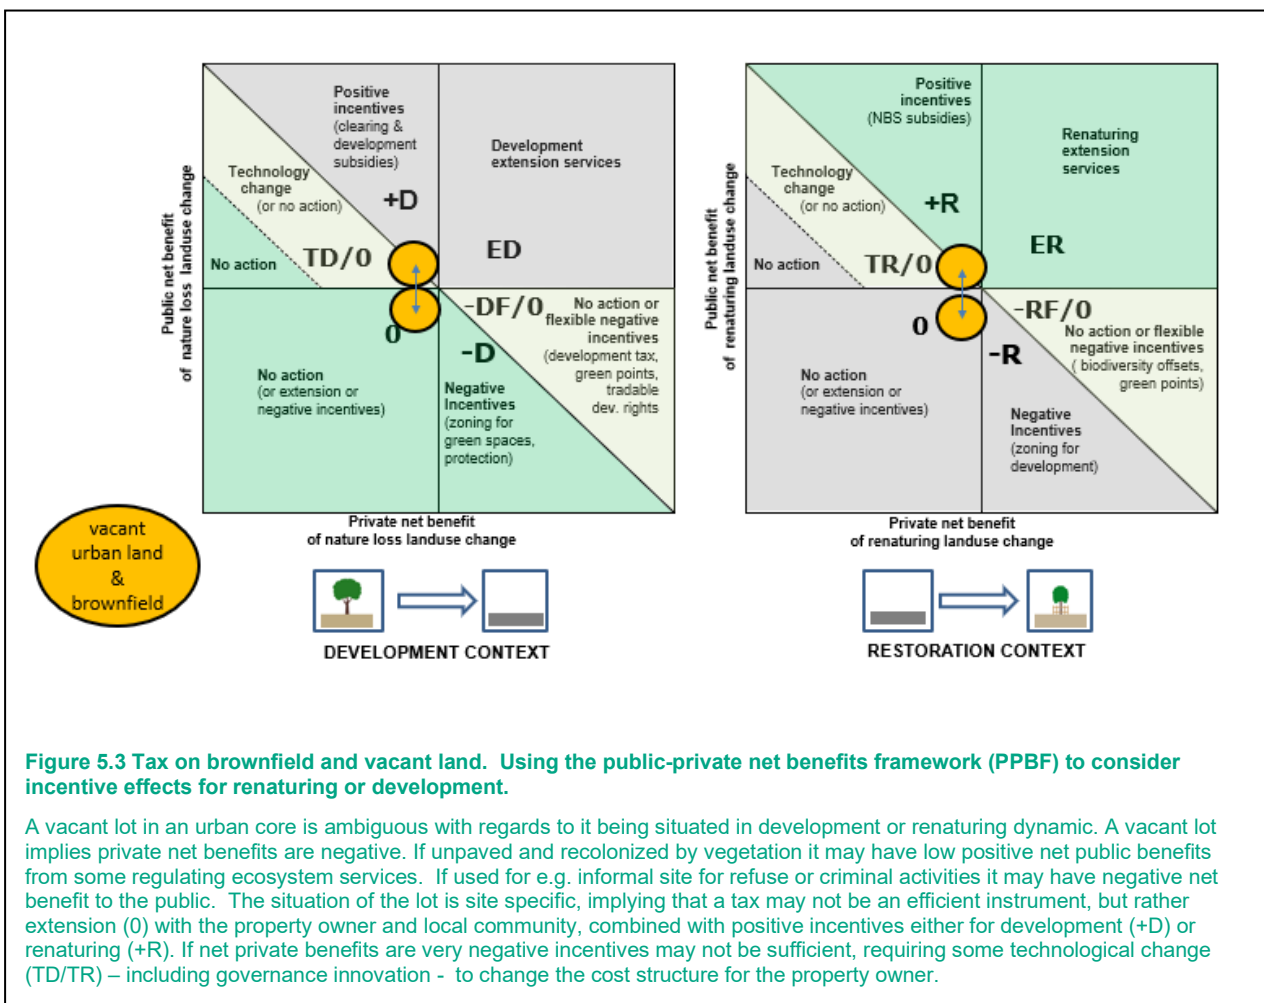 Positive
incentives
(clearing &
development
subsidies)
Development
extension services
Technology
change
(or no action)
+D
No action
TD/0
ED
-DF/0
No action or
flexible negative
incentives
(development tax,
green points,
tradable
dev. rights
0
-D
No action
(or extension or
negative incentives)
Negative
Incentives
(zoning for
green spaces,
protection)
Public net benefit
of nature loss landuse change
Private net benefit
of nature loss landuse change
DEVELOPMENT CONTEXT
Positive
incentives
(NBS subsidies)
Renaturing
extension
services
Technology
change
(or no action)
+R
No action
TR/0
ER
-RF/0
No action or flexible
negative incentives
( biodiversity offsets,
green points)
0
-R
No action
(or extension or
negative incentives)
Negative
Incentives
(zoning for
development)
Public net benefit
of renaturing landuse change
Private net benefit
of renaturing landuse change
RESTORATION CONTEXT
vacant
urban land
&
brownfield
Figure 5.3 Tax on brownfield and vacant land.  Using the public-private net benefits framework (PPBF) to consider
incentive effects for renaturing or development.
A vacant lot in an urban core is ambiguous with regards to it being situated in development or renaturing dynamic. A vacant lot
implies private net benefits are negative. If unpaved and recolonized by vegetation it may have low positive net public benefits
from some regulating ecosystem services.  If used for e.g. informal site for refuse or criminal activities it may have negative net
benefit to the public.  The situation of the lot is site specific, implying that a tax may not be an efficient instrument, but rather
extension (0) with the property owner and local community, combined with positive incentives either for development (+D) or
renaturing (+R). If net private benefits are very negative incentives may not be sufficient, requiring some technological change
(TD/TR) – including governance innovation -  to change the cost structure for the property owner.